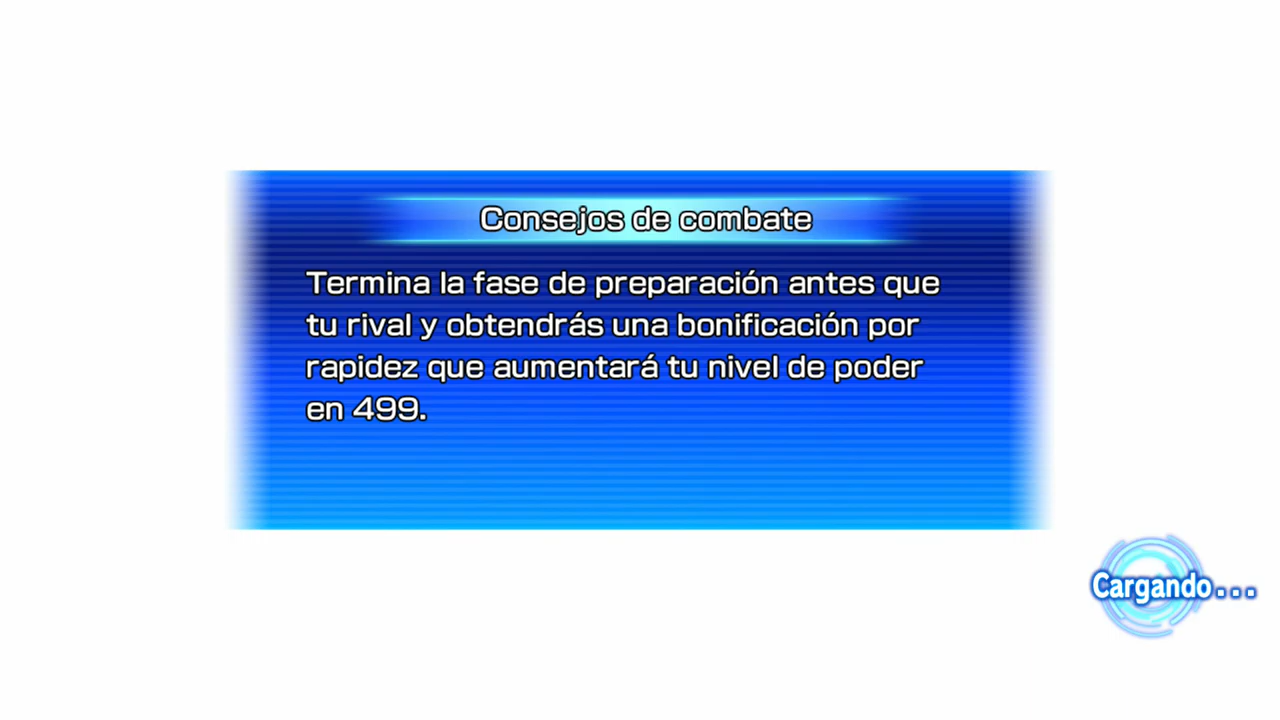 Consejos de combate
Termina la fase de preparación antes que
tu rival y obtendrás una bonificación por
rapidez que aumentará tu nivel de poder
en 499.
Cargando...